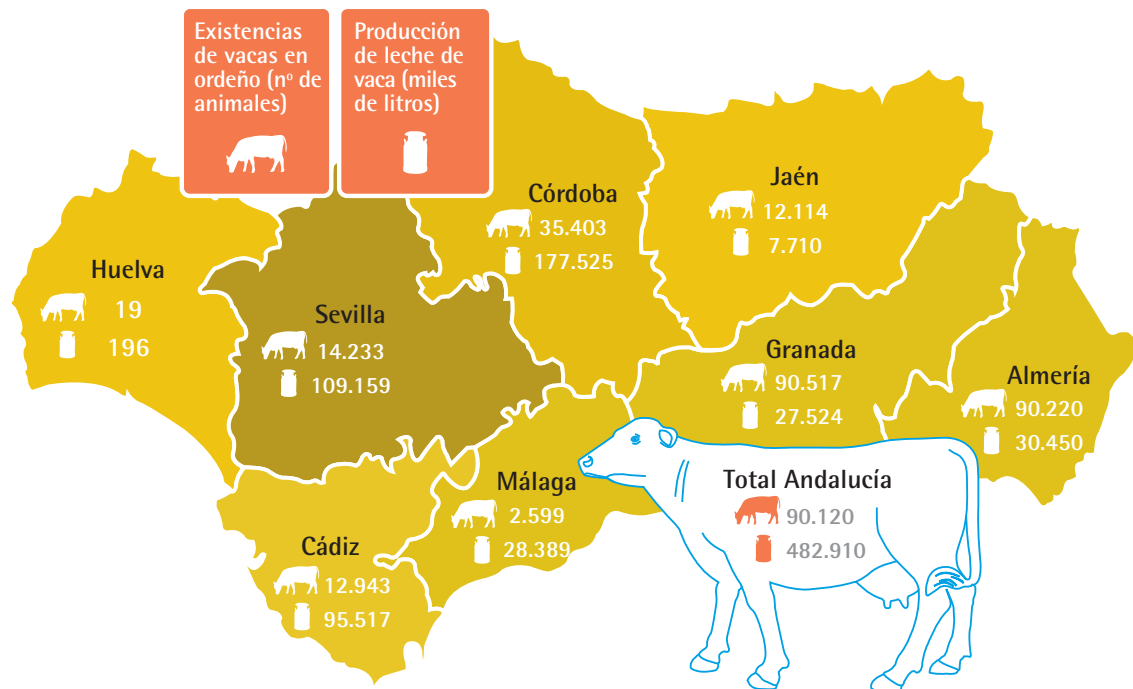 Existencias
de vacas en
ordeño (nº de
animales)
Producción
de leche de
vaca (miles
de litros)
Córdoba
35.403
177.525
Jaén
12.114
7.710
Huelva
19
196
Sevilla
14.233
109.159
Granada
90.517
27.524
Almería
90.220
30.450
Málaga
2.599
28.389
Total Andalucía
90.120
482.910
Cádiz
12.943
95.517